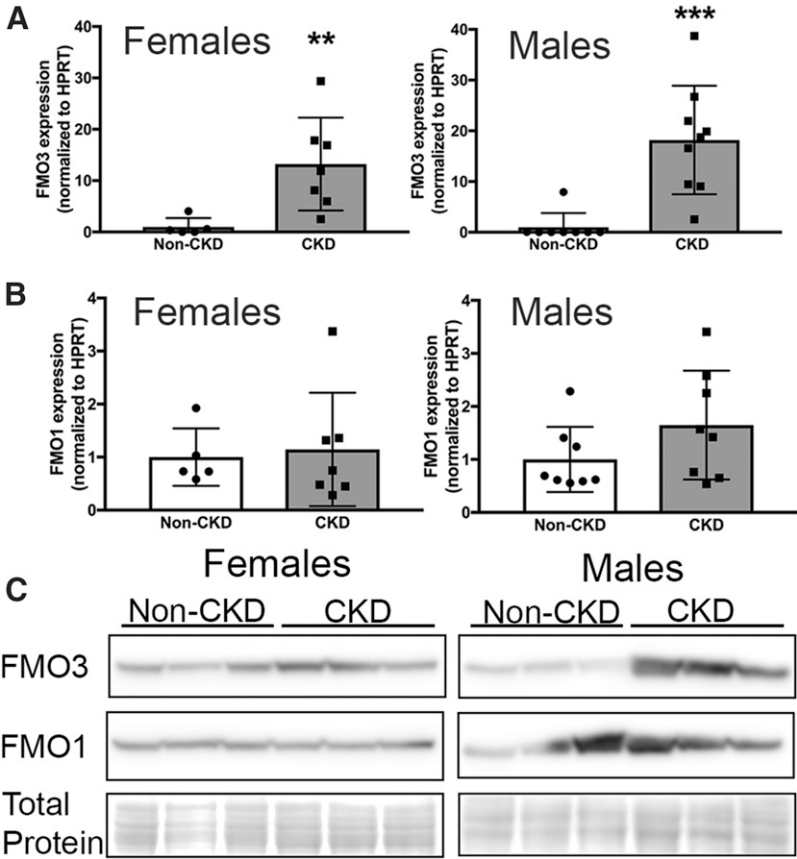 A
Females
**
FMO3 expression
(normalized to HPRT)
40
30
20
10
0
Non-CKD
CKD
Males
***
FMO3 expression
(normalized to HPRT)
40
30
20
10
0
Non-CKD
CKD
B
Females
FMO1 expression
(normalized to HPRT)
4
3
2
1
0
Non-CKD
CKD
Males
FMO1 expression
(normalized to HPRT)
4
3
2
1
0
Non-CKD
CKD
C
Females
Males
Non-CKD
CKD
Non-CKD
CKD
FMO3
FMO1
Total
Protein